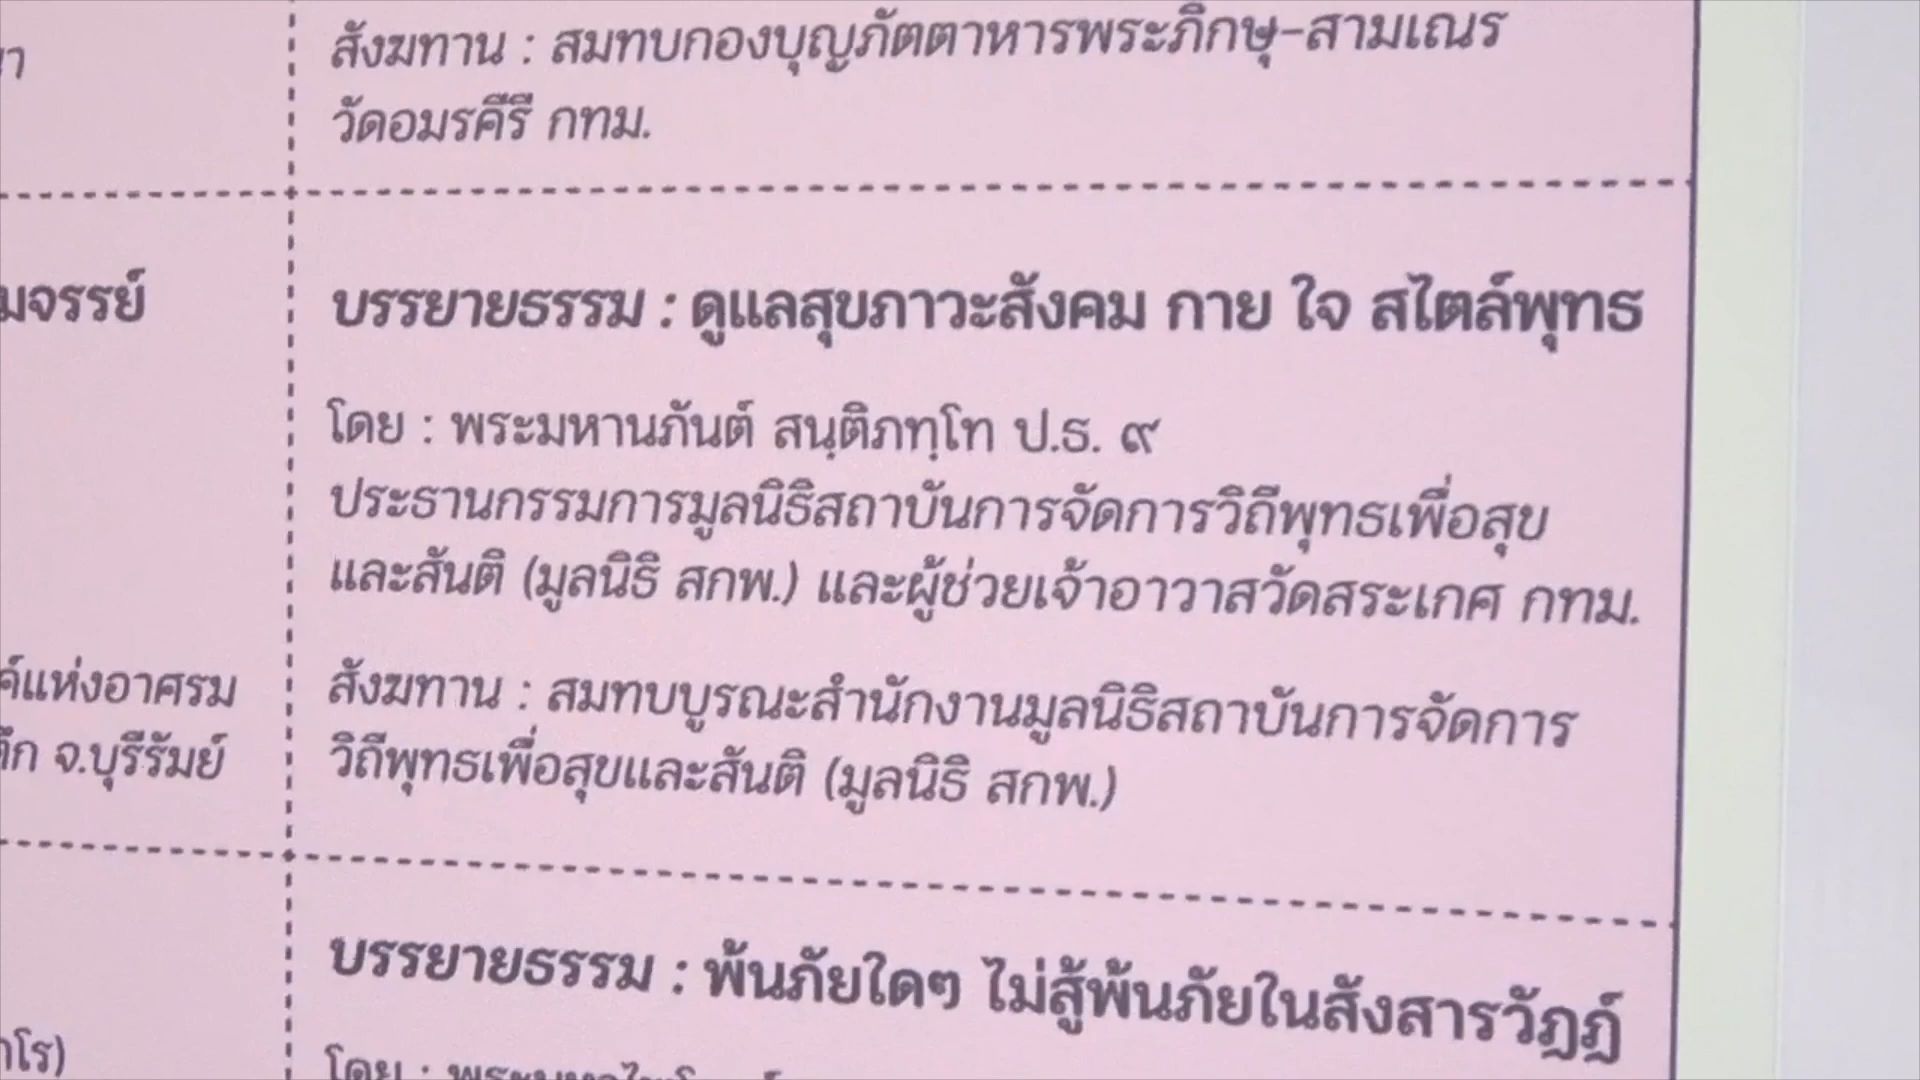 สังฆทาน : สมทบกองบุญภัตตาหารพระภิกษุ-สามเณร
วัดอมรคีรี กทม.
มจรรย์
บรรยายธรรม : ดูแลสุขภาวะสังคม กาย ใจ สไตล์พุทธ
โดย : พระมหานภันต์ สนฺติภทฺโท ป.ธ. ๙
ประธานกรรมการมูลนิธิสถาบันการจัดการวิถีพุทธเพื่อสุข
และสันติ (มูลนิธิ สกพ.) และผู้ช่วยเจ้าอาวาสวัดสระเกศ กทม.
ค์แห่งอาศรม
จ.บุรีรัมย์
สังฆทาน : สมทบบูรณะสำนักงานมูลนิธิสถาบันการจัดการ
วิถีพุทธเพื่อสุขและสันติ (มูลนิธิ สกพ.)
บรรยายธรรม : พ้นภัยใดๆ ไม่สู้พ้นภัยในสังสารวัฏฏ์
โดย :